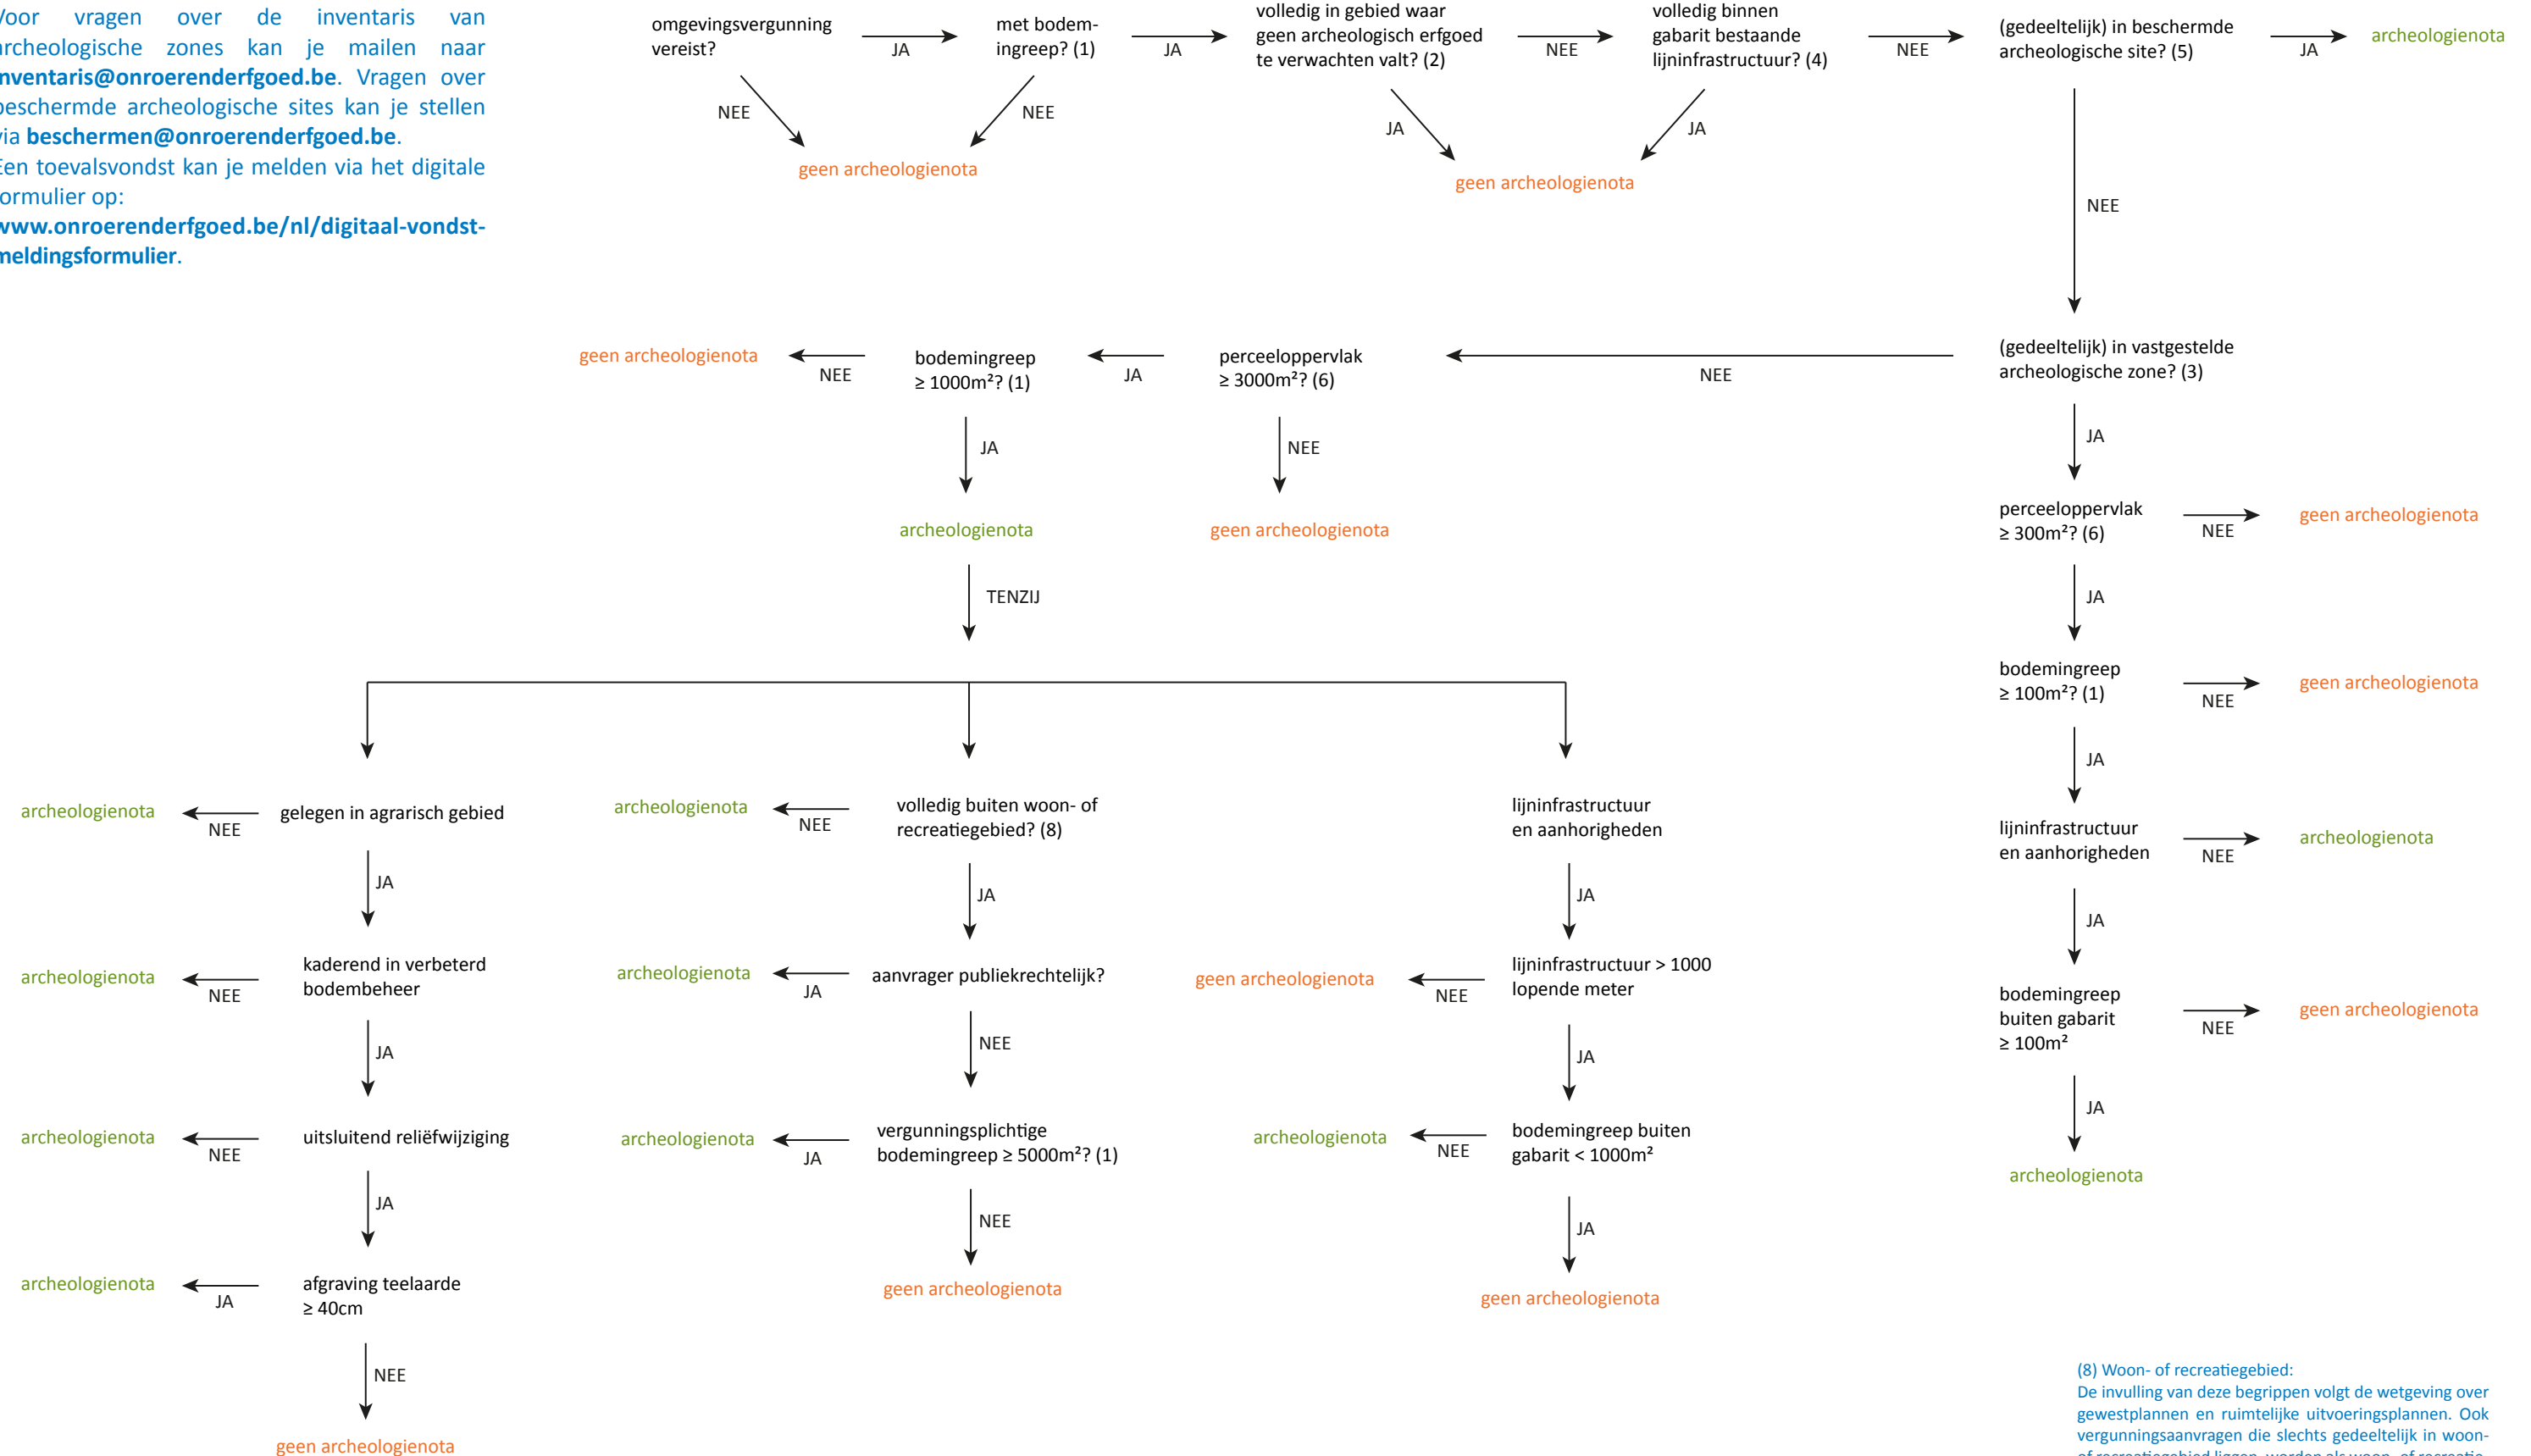 Voor vragen over de inventaris van
archeologische zones kan je mailen naar
inventaris@onroerenderfgoed.be. Vragen over
beschermde archeologische sites kan je stellen
via beschermen@onroerenderfgoed.be.
Een toevalsvondst kan je melden via het digitale
formulier op:
www.onroerenderfgoed.be/nl/digitaal-vondst-
meldingsformulier.
omgevingsvergunning
vereist?
JA
NEE
met bodem-
ingreep? (1)
JA
NEE
geen archeologienota
volledig in gebied waar
geen archeologisch erfgoed
te verwachten valt? (2)
NEE
JA
volledig binnen
gabarit bestaande
lijninfrastructuur? (4)
NEE
JA
geen archeologienota
(gedeeltelijk) in beschermde
archeologische site? (5)
JA
archeologienota
NEE
(gedeeltelijk) in vastgestelde
archeologische zone? (3)
NEE
perceeloppervlak
≥ 3000m²? (6)
JA
bodemingreep
≥ 1000m²? (1)
NEE
geen archeologienota
JA
archeologienota
NEE
geen archeologienota
TENZIJ
JA
perceeloppervlak
≥ 300m²? (6)
NEE
geen archeologienota
JA
bodemingreep
≥ 100m²? (1)
NEE
geen archeologienota
JA
lijninfrastructuur
en aanhorigheden
NEE
archeologienota
JA
bodemingreep
buiten gabarit
≥ 100m²
NEE
geen archeologienota
JA
archeologienota
gelegen in agrarisch gebied
NEE
archeologienota
JA
kaderend in verbeterd
bodembeheer
NEE
archeologienota
JA
uitsluitend reliëfwijziging
NEE
archeologienota
JA
afgraving teelaarde
≥ 40cm
JA
archeologienota
NEE
geen archeologienota
volledig buiten woon- of
recreatiegebied? (8)
NEE
archeologienota
JA
aanvrager publiekrechtelijk?
JA
archeologienota
NEE
vergunningsplichtige
bodemingreep ≥ 5000m²? (1)
JA
archeologienota
NEE
geen archeologienota
lijninfrastructuur
en aanhorigheden
JA
lijninfrastructuur > 1000
lopende meter
NEE
geen archeologienota
JA
bodemingreep buiten
gabarit < 1000m²
NEE
archeologienota
JA
geen archeologienota
(8) Woon- of recreatiegebied:
De invulling van deze begrippen volgt de wetgeving over
gewestplannen en ruimtelijke uitvoeringsplannen. Ook
vergunningsaanvragen die slechts gedeeltelijk in woon-
of recreatiegebied liggen, worden als woon- of recreatie-